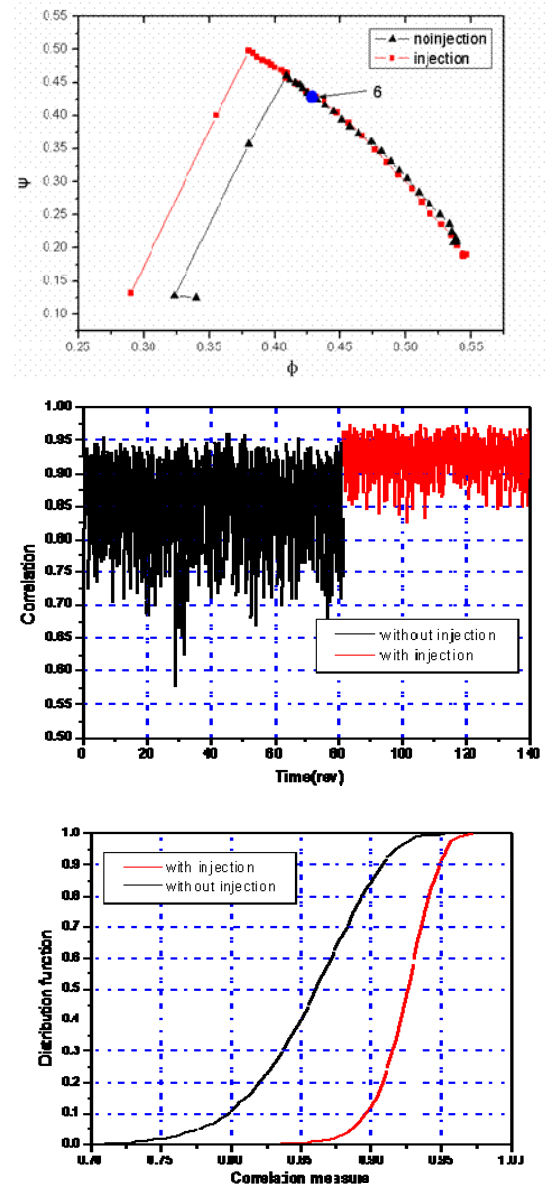 0.55
0.50
0.45
0.40
0.35
0.30
0.25
0.20
0.15
0.10
ψ
noinjection
injection
6
0.25 0.30 0.35 0.40 0.45 0.50 0.55
ϕ
1.00
0.95
0.90
0.85
0.80
0.75
0.70
0.65
0.60
0.55
0.50
Correlation
without injection
with injection
0 20 40 60 80 100 120 140
Time(rev)
1.0
0.9
0.8
0.7
0.6
0.5
0.4
0.3
0.2
0.1
0.0
Distribution function
with injection
without injection
0.70 0.75 0.80 0.85 0.90 0.95 1.00
Correlation measure